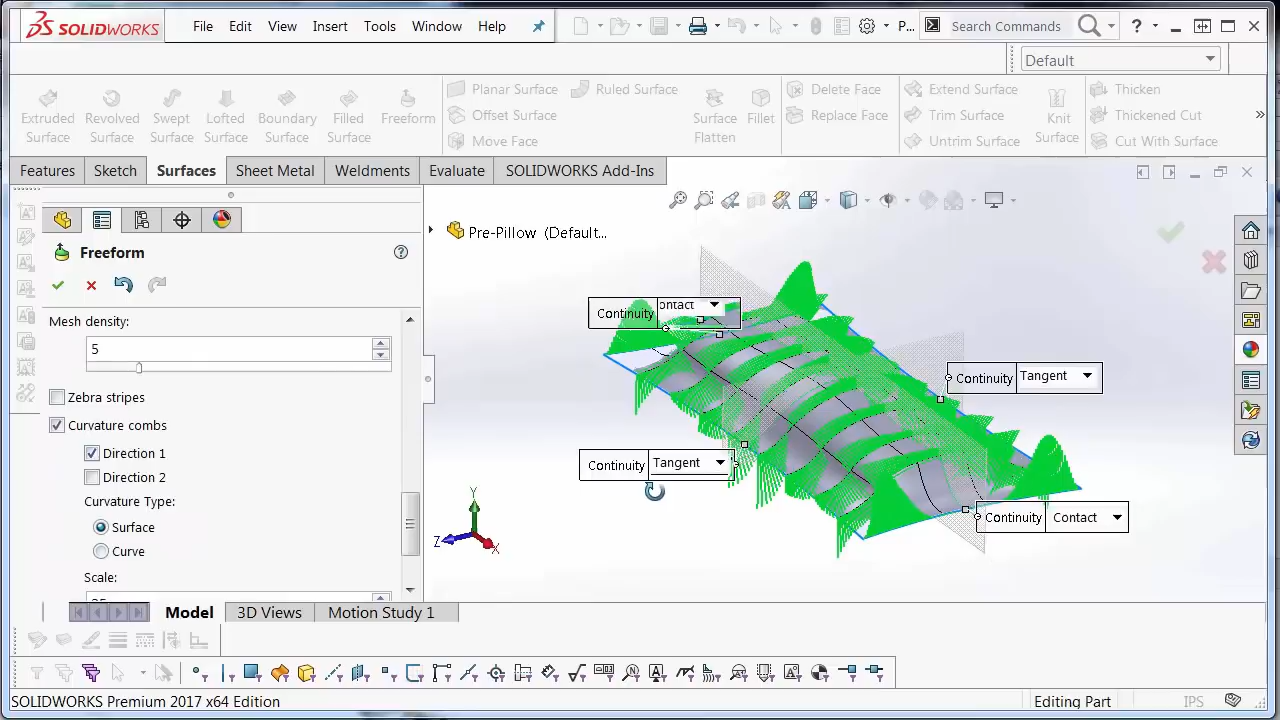 SOLIDWORKS
File Edit View Insert Tools Window Help
P...
Search Commands
?
Default
Extruded Surface
Revolved Surface
Swept Surface
Lofted Surface
Boundary Surface
Filled Surface
Freeform
Planar Surface
Offset Surface
Move Face
Ruled Surface
Surface Flatten
Fillet
Delete Face
Replace Face
Extend Surface
Trim Surface
Untrim Surface
Knit Surface
Thicken
Thickened Cut
Cut With Surface
Features Sketch Surfaces Sheet Metal Weldments Evaluate SOLIDWORKS Add-Ins
Pre-Pillow (Default...
Freeform
Mesh density:
5
Zebra stripes
Curvature combs
Direction 1
Direction 2
Curvature Type:
Surface
Curve
Scale:
Continuity ontact
Continuity Tangent
Continuity Tangent
Continuity Contact
Y
Z
X
Model 3D Views Motion Study 1
SOLIDWORKS Premium 2017 x64 Edition
Editing Part
IPS